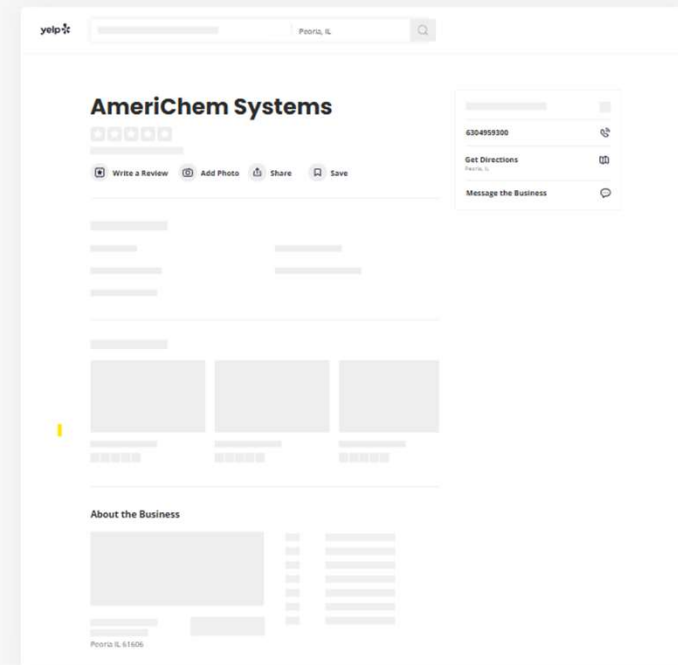 yelp
Peoria, IL
AmeriChem Systems
6304959300
Get Directions
Peoria, IL
Message the Business
Write a Review
Add Photo
Share
Save
About the Business
Peoria IL 61606